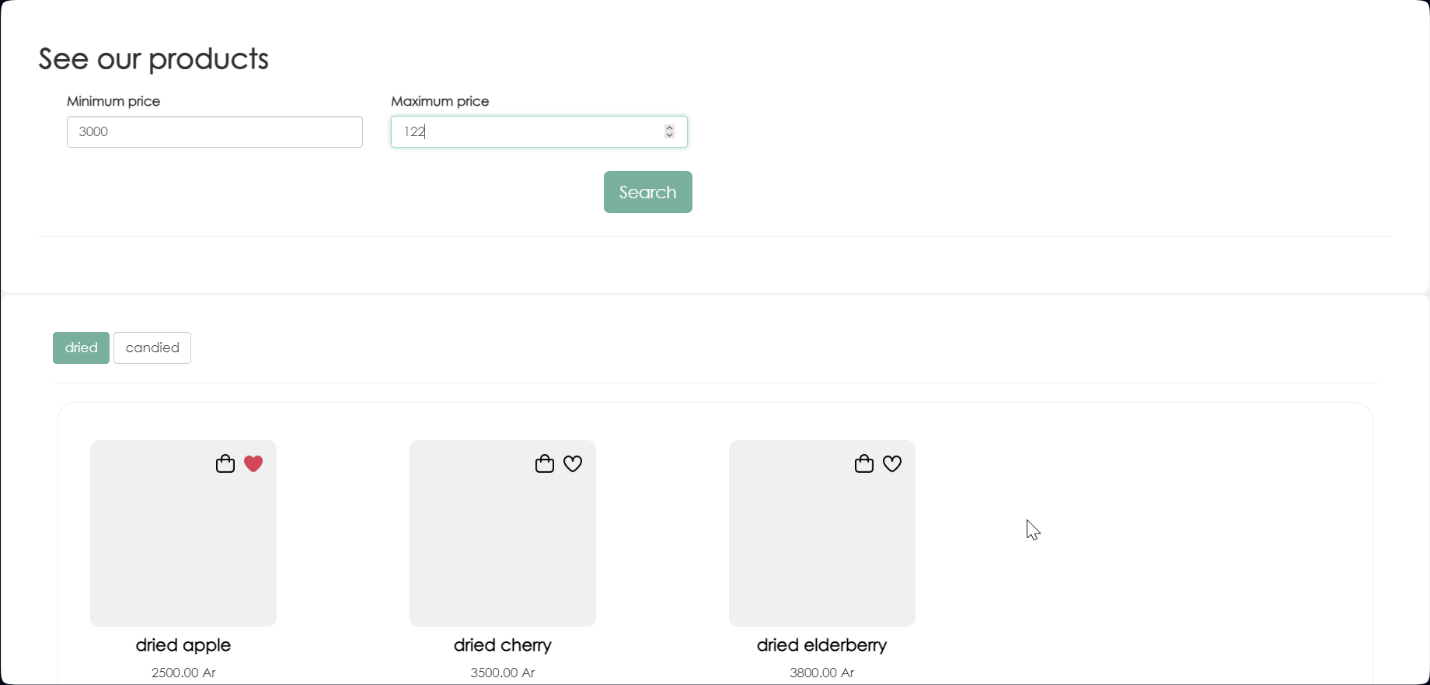 See our products
Minimum price Maximum price
3000 122
Search
dried candied
dried apple dried cherry dried elderberry
2500.00 Ar 3500.00 Ar 3800.00 Ar